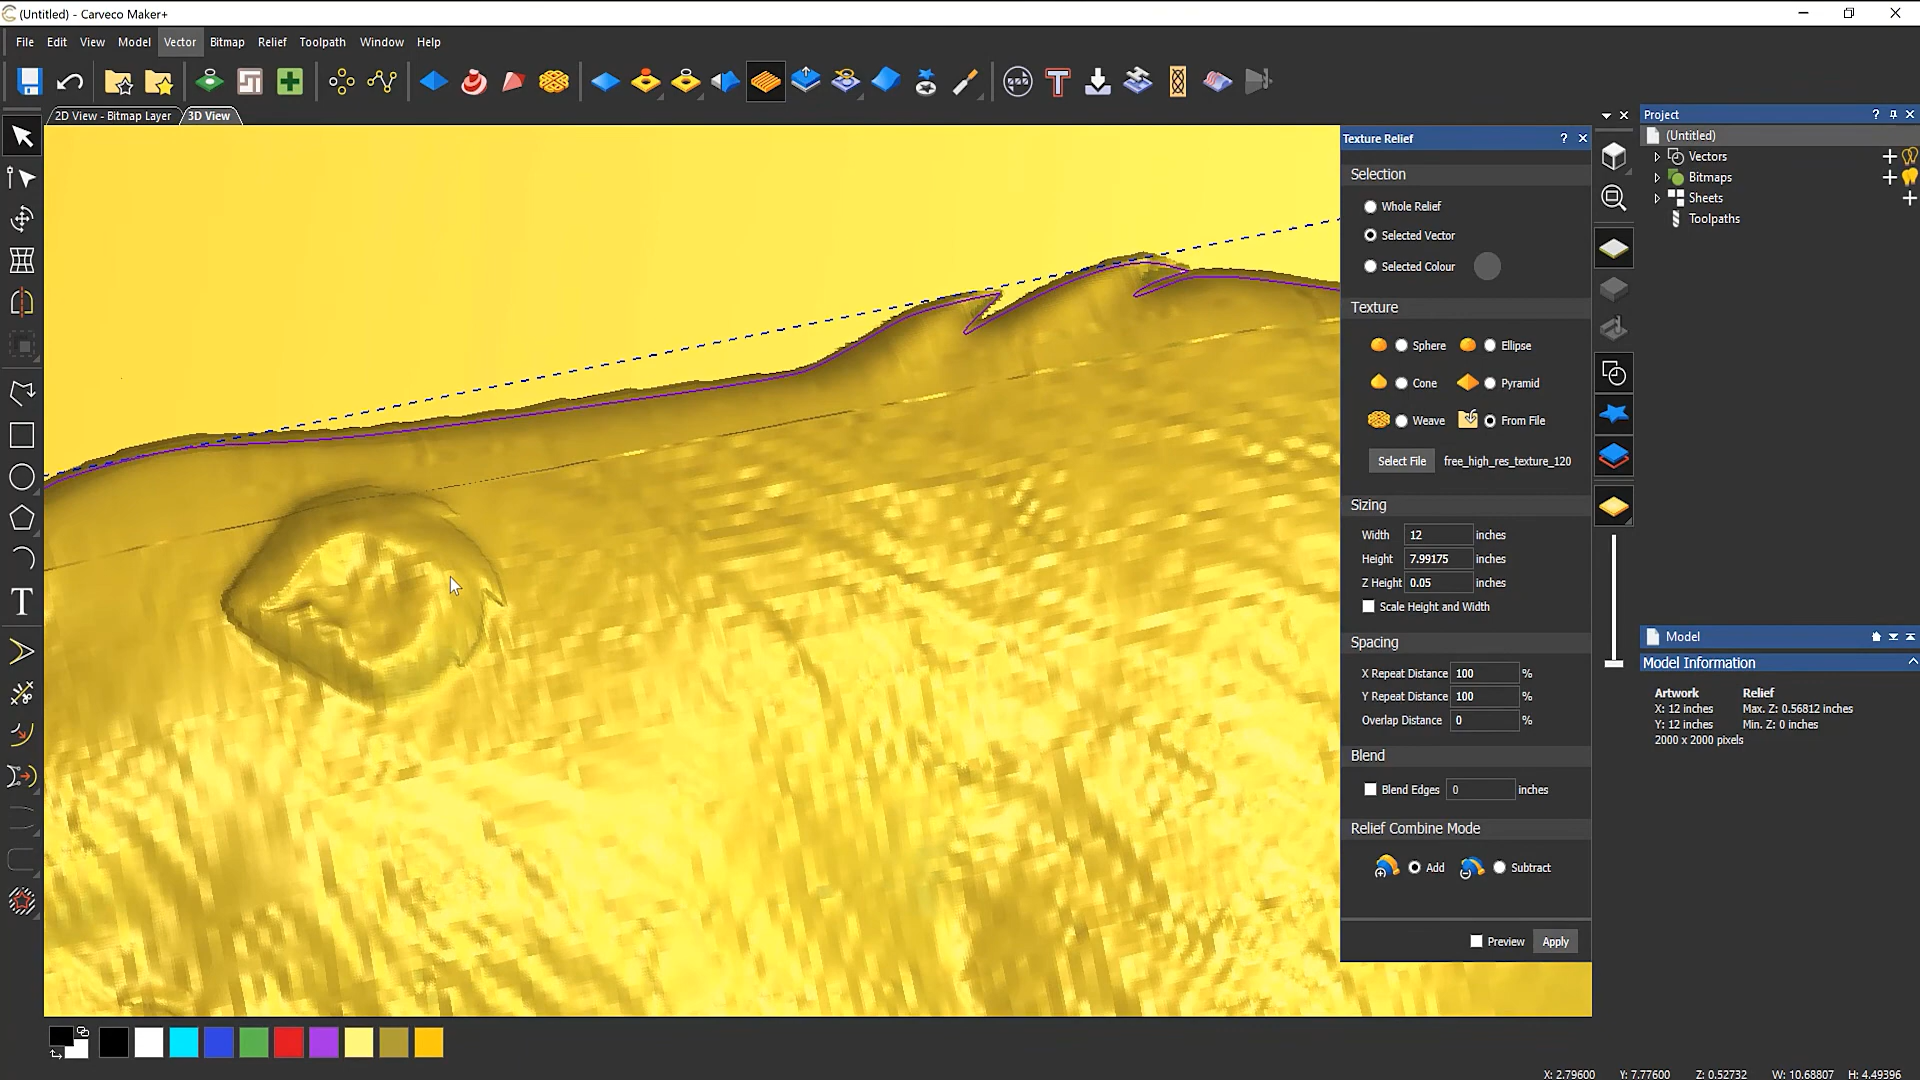 (Untitled) - Carveco Maker+
File Edit View Model Vector Bitmap Relief Toolpath Window Help
2D View - Bitmap Layer 3D View
Texture Relief ?
Selection
Whole Relief
Selected Vector
Selected Colour
Texture
Sphere Ellipse
Cone Pyramid
Weave From File
Select File free_high_res_texture_120
Sizing
Width 12 inches
Height 7.99175 inches
Z Height 0.05 inches
Scale Height and Width
Spacing
X Repeat Distance 100 %
Y Repeat Distance 100 %
Overlap Distance 0 %
Blend
Blend Edges 0 inches
Relief Combine Mode
Add Subtract
Preview Apply
Project ?
(Untitled)
Vectors
Bitmaps
Sheets
Toolpaths
Model
Model Information
Artwork Relief
X: 12 inches Max. Z: 0.56812 inches
Y: 12 inches Min. Z: 0 inches
2000 x 2000 pixels
X: 2.79600 Y: 7.77600 Z: 0.52732 W: 10.68807 H: 4.49396